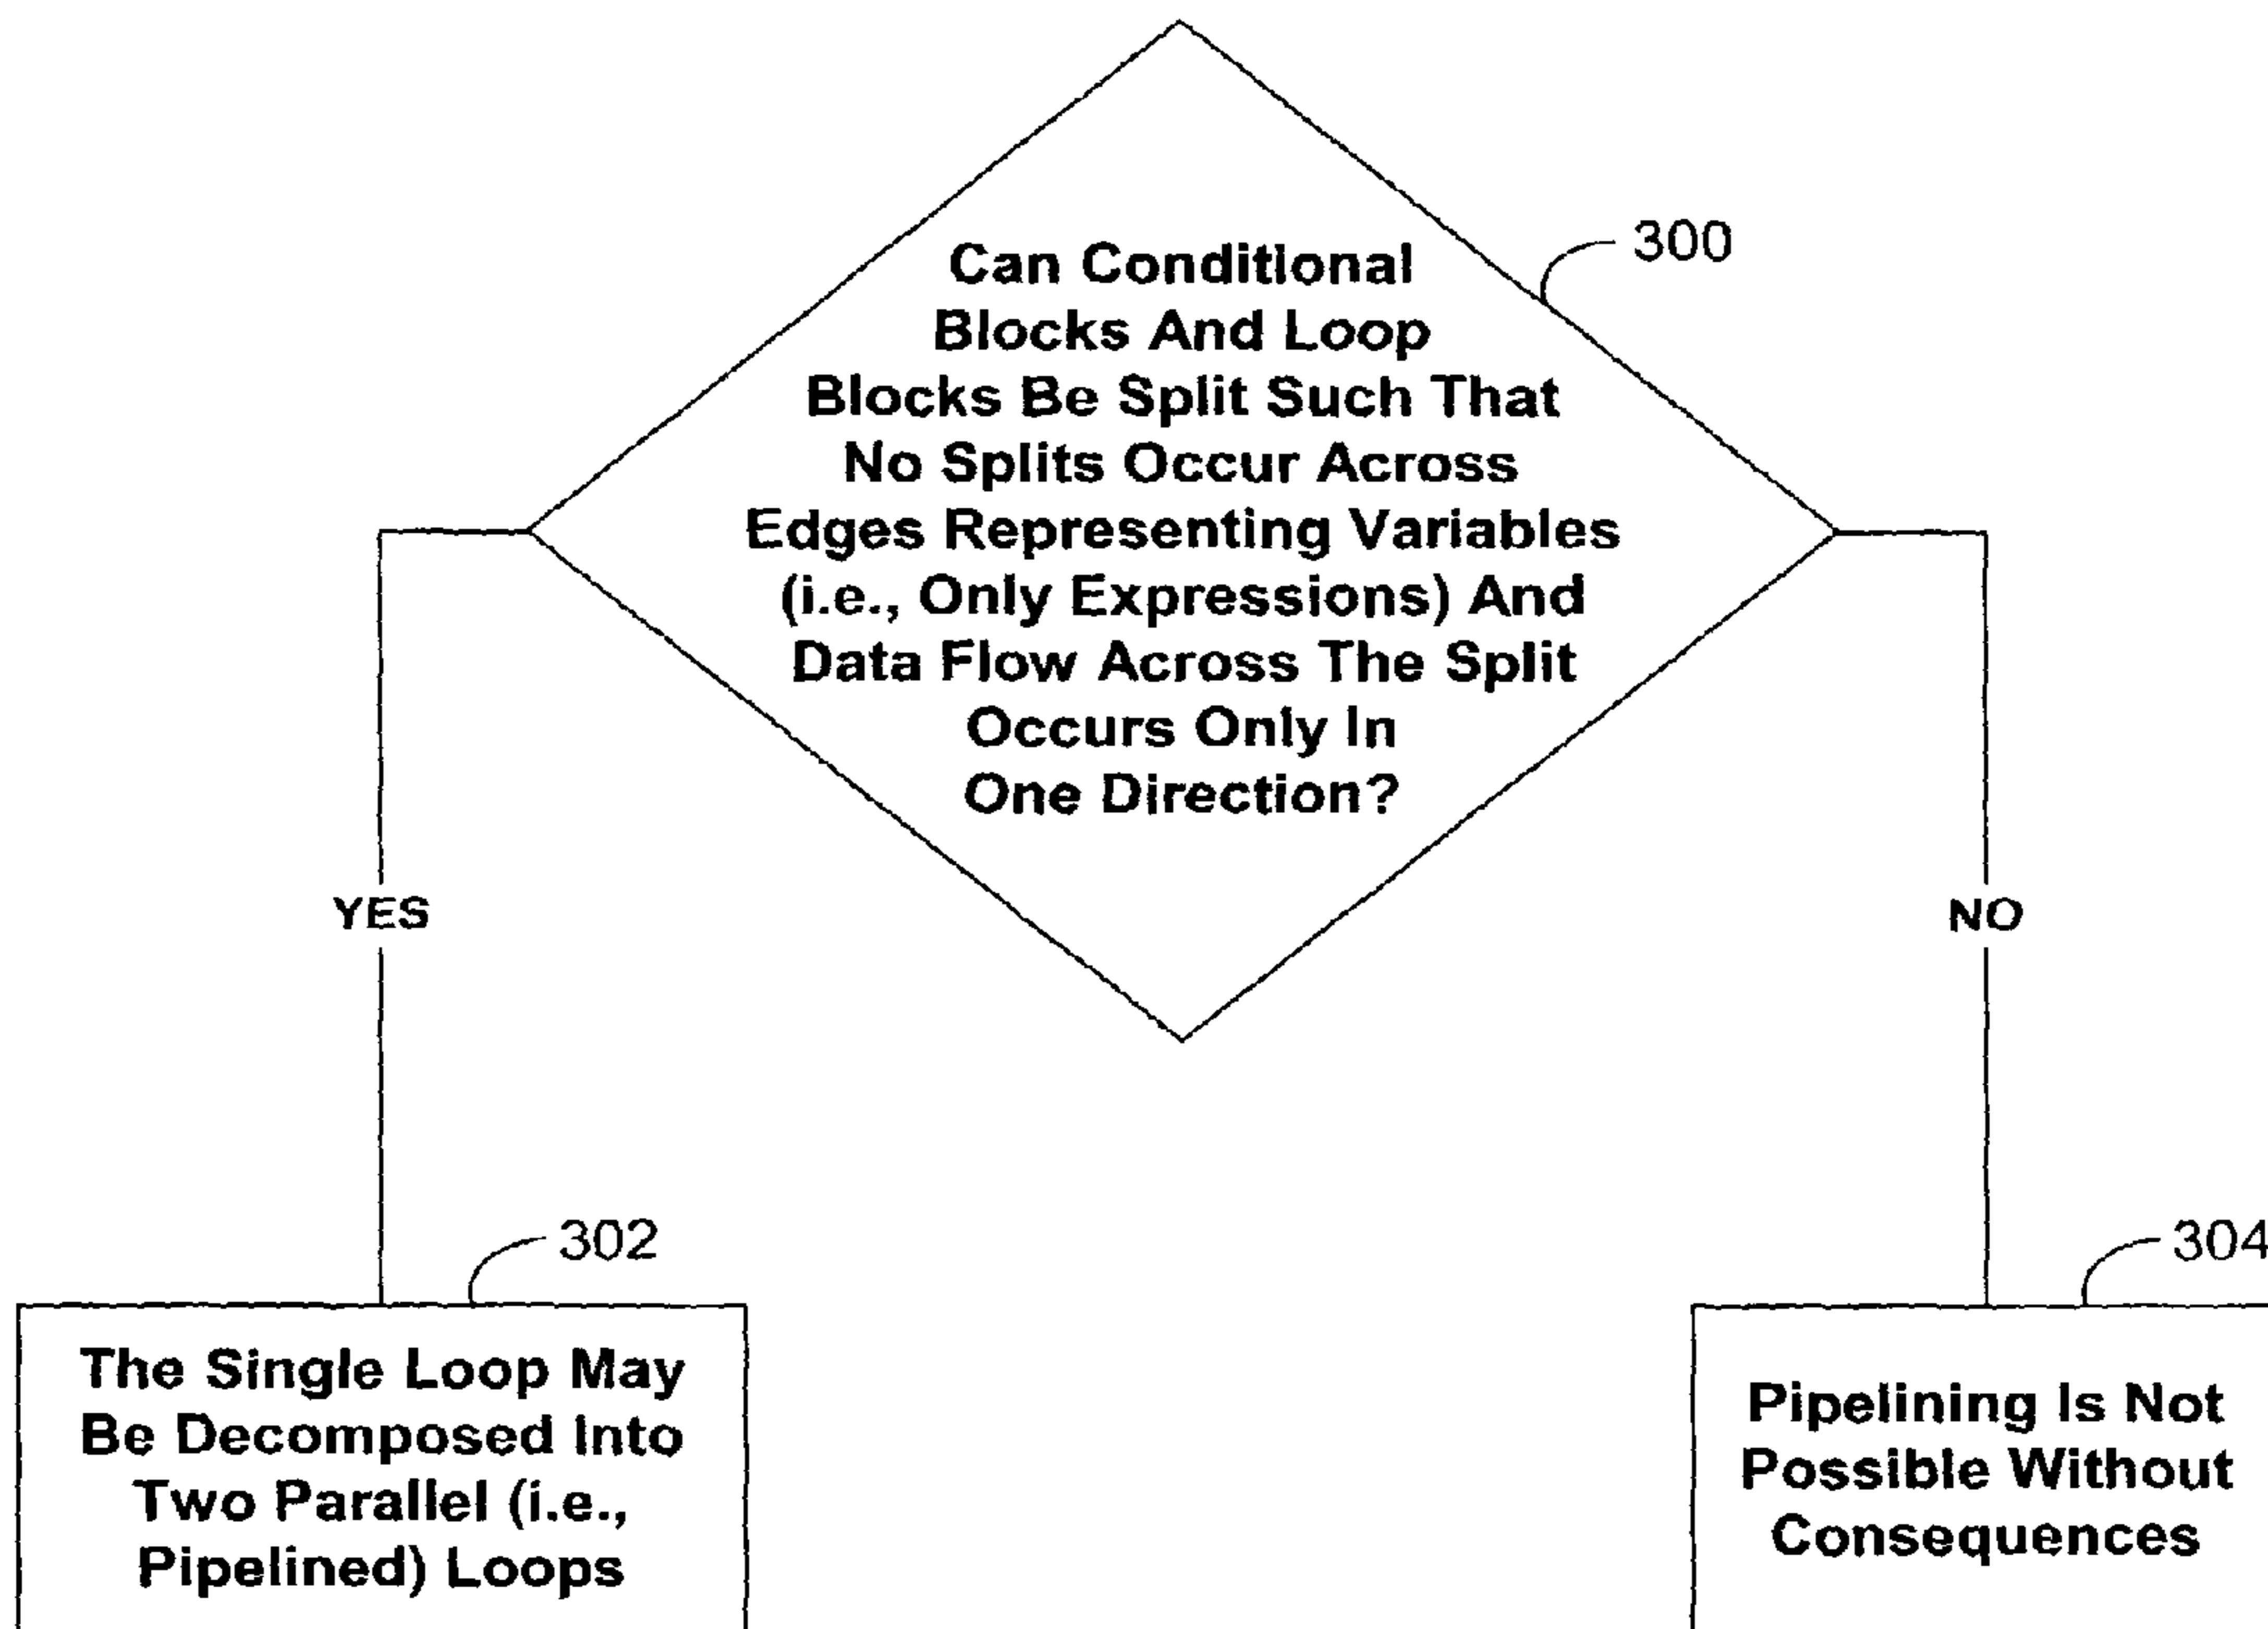 300
Can Conditional
Blocks And Loop
Blocks Be Split Such That
No Splits Occur Across
Edges Representing Variables
(i.e., Only Expressions) And
Data Flow Across The Split
Occurs Only In
One Direction?
YES
NO
302
304
The Single Loop May
Be Decomposed Into
Two Parallel (i.e.,
Pipelined) Loops
Pipelining Is Not
Possible Without
Consequences